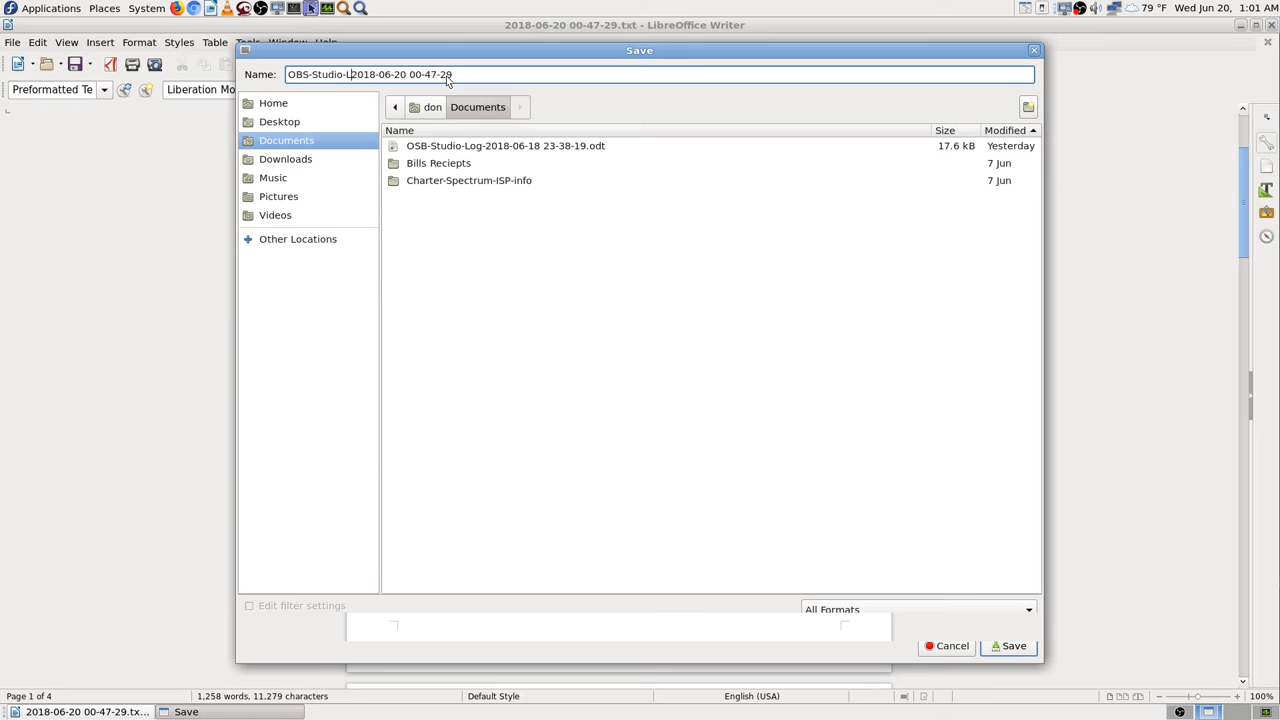 Applications Places System 79 °F Wed Jun 20, 1:01 AM
2018-06-20 00-47-29.txt - LibreOffice Writer
File Edit View Insert Format Styles Table Tools Window Help
Save
Name: OBS-Studio-L2018-06-20 00-47-29
Preformatted Te
Liberation Mo
Home
Desktop
Documents
Downloads
Music
Pictures
Videos
Other Locations
don Documents
Name Size Modified
OSB-Studio-Log-2018-06-18 23-38-19.odt 17.6 kB Yesterday
Bills Reciepts 7 Jun
Charter-Spectrum-ISP-info 7 Jun
Edit filter settings
All Formats
Cancel Save
Page 1 of 4 1,258 words, 11,279 characters Default Style English (USA) 100%
2018-06-20 00-47-29.tx... Save